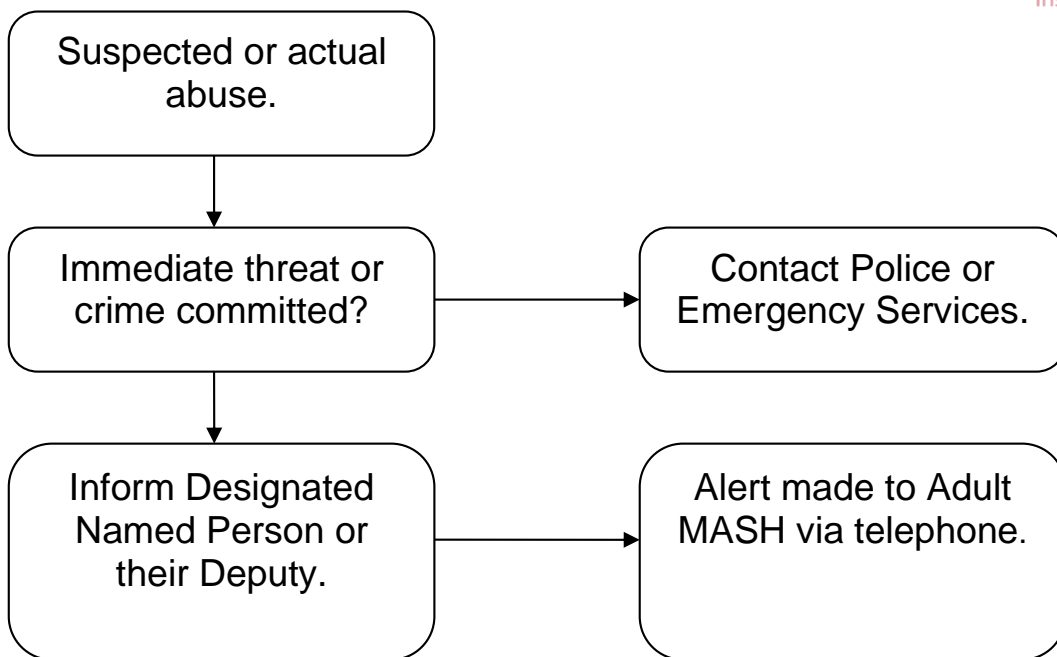 Suspected or actual
abuse.
Immediate threat or
crime committed?
Contact Police or
Emergency Services.
Inform Designated
Named Person or
their Deputy.
Alert made to Adult
MASH via telephone.